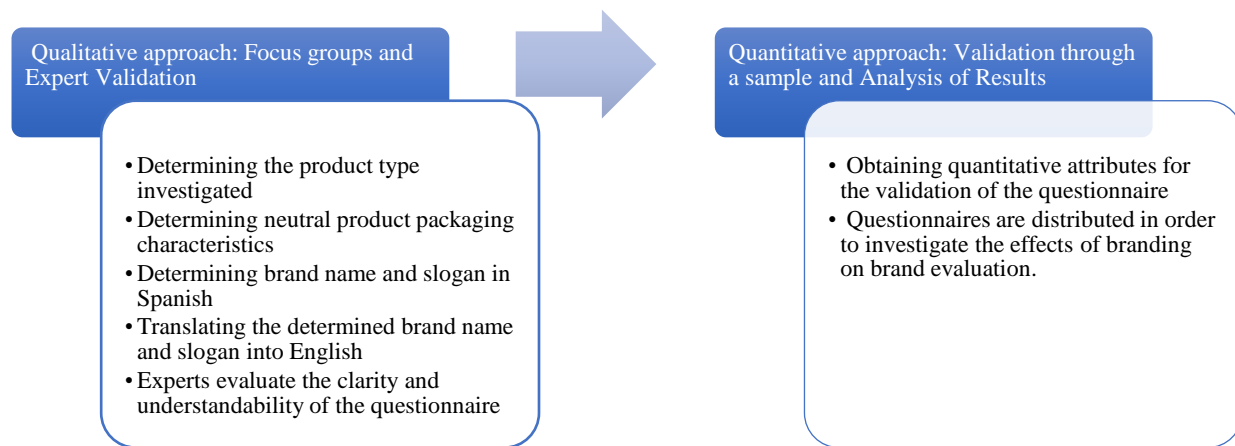 Qualitative approach: Focus groups and
Expert Validation
• Determining the product type
investigated
• Determining neutral product packaging
characteristics
• Determining brand name and slogan in
Spanish
• Translating the determined brand name
and slogan into English
• Experts evaluate the clarity and
understandability of the questionnaire
Quantitative approach: Validation through
a sample and Analysis of Results
• Obtaining quantitative attributes for
the validation of the questionnaire
• Questionnaires are distributed in order
to investigate the effects of branding
on brand evaluation.